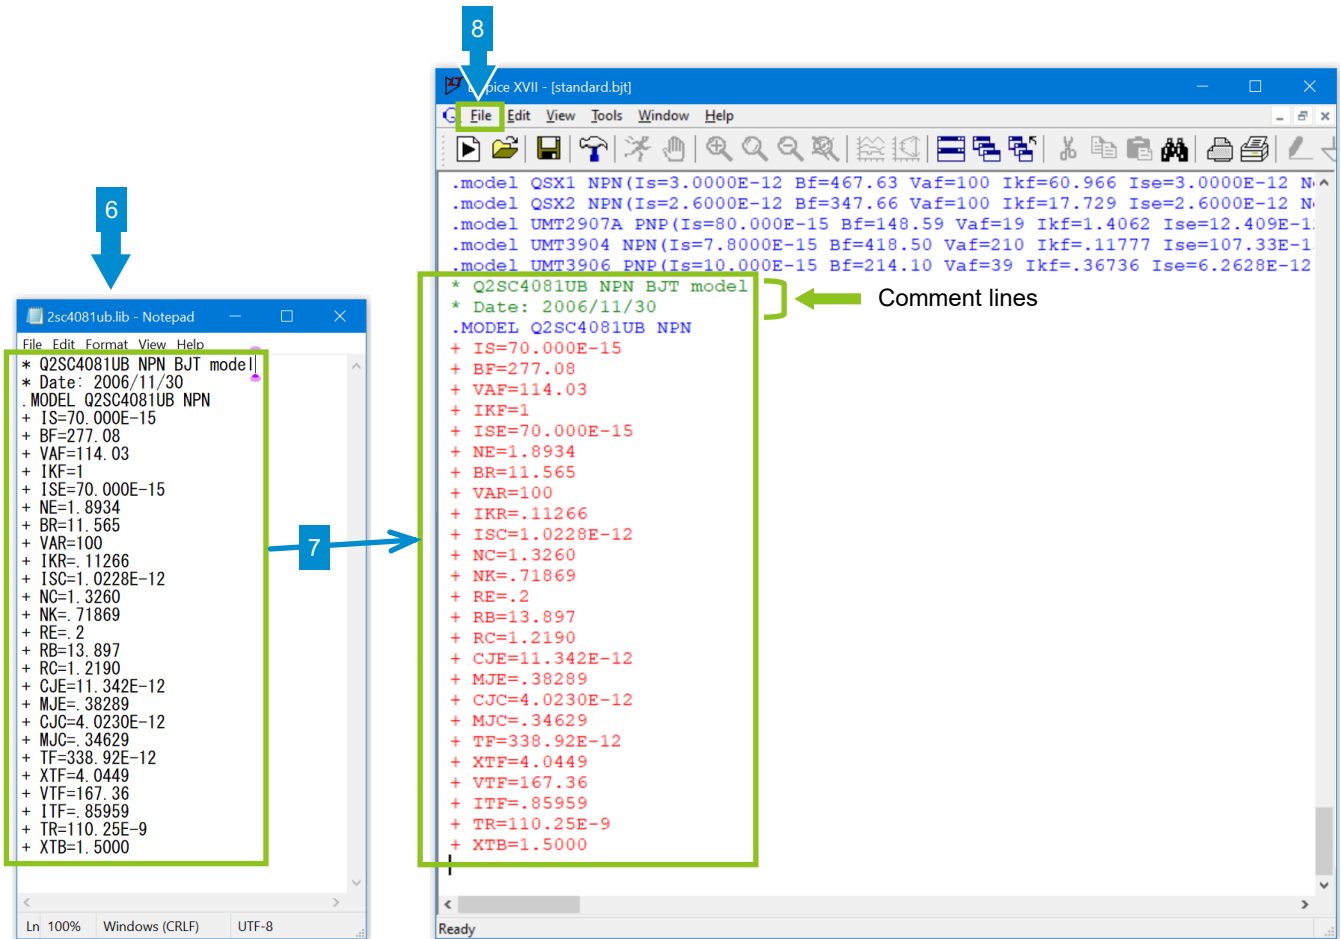 8
LTspice XVII - [standard.bjt]
File Edit View Tools Window Help
.model QSX1 NPN(Is=3.0000E-12 Bf=467.63 Vaf=100 Ikf=60.966 Ise=3.0000E-12
.model QSX2 NPN(Is=2.6000E-12 Bf=347.66 Vaf=100 Ikf=17.729 Ise=2.6000E-12
.model UMT2907A PNP(Is=80.000E-15 Bf=148.59 Vaf=19 Ikf=1.4062 Ise=12.409E-1
.model UMT3904 NPN(Is=7.8000E-15 Bf=418.50 Vaf=210 Ikf=.11777 Ise=107.33E-1
.model UMT3906 PNP(Is=10.000E-15 Bf=214.10 Vaf=39 Ikf=.36736 Ise=6.2628E-12
* Q2SC4081UB NPN BJT model
* Date: 2006/11/30
.MODEL Q2SC4081UB NPN
+ IS=70.000E-15
+ BF=277.08
+ VAF=114.03
+ IKF=1
+ ISE=70.000E-15
+ NE=1.8934
+ BR=11.565
+ VAR=100
+ IKR=.11266
+ ISC=1.0228E-12
+ NC=1.3260
+ NK=.71869
+ RE=.2
+ RB=13.897
+ RC=1.2190
+ CJE=11.342E-12
+ MJE=.38289
+ CJC=4.0230E-12
+ MJC=.34629
+ TF=338.92E-12
+ XTF=4.0449
+ VTF=167.36
+ ITF=.85959
+ TR=110.25E-9
+ XTB=1.5000
Ready
Comment lines
6
2sc4081ub.lib - Notepad
File Edit Format View Help
* Q2SC4081UB NPN BJT model
* Date: 2006/11/30
.MODEL Q2SC4081UB NPN
+ IS=70.000E-15
+ BF=277.08
+ VAF=114.03
+ IKF=1
+ ISE=70.000E-15
+ NE=1.8934
+ BR=11.565
+ VAR=100
+ IKR=.11266
+ ISC=1.0228E-12
+ NC=1.3260
+ NK=.71869
+ RE=.2
+ RB=13.897
+ RC=1.2190
+ CJE=11.342E-12
+ MJE=.38289
+ CJC=4.0230E-12
+ MJC=.34629
+ TF=338.92E-12
+ XTF=4.0449
+ VTF=167.36
+ ITF=.85959
+ TR=110.25E-9
+ XTB=1.5000
Ln 100% Windows (CRLF) UTF-8
7